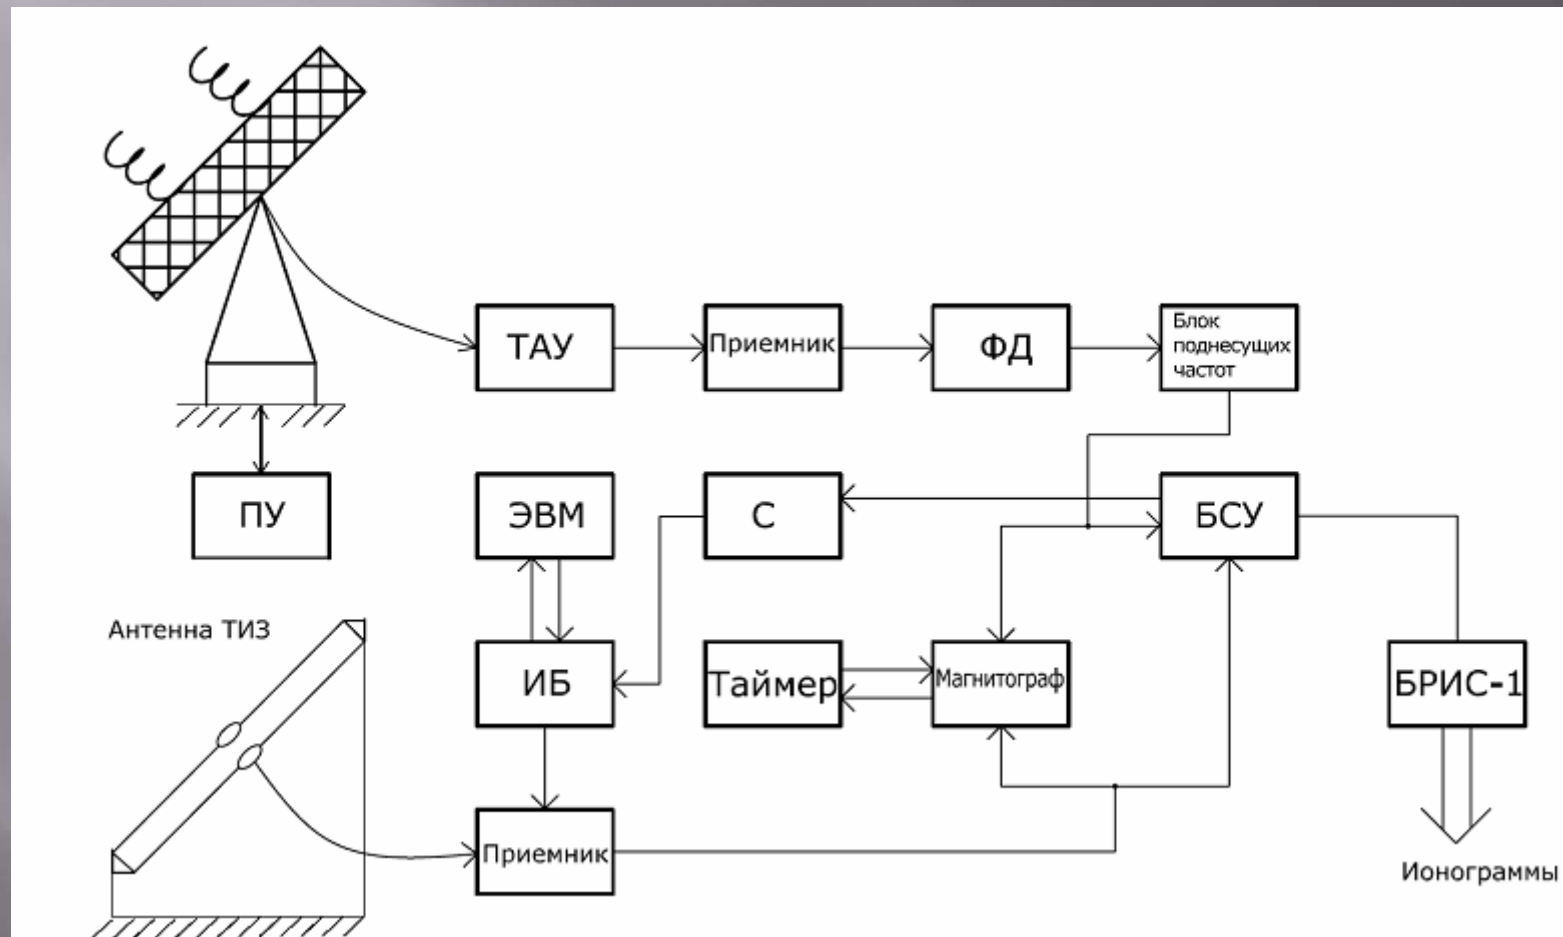 ТАУ
Приемник
ФД
Блок
поднесущих
частот
ПУ
ЭВМ
С
БСУ
Антенна ТИЗ
ИБ
Таймер
Магнитограф
БРИС-1
Приемник
Ионограммы